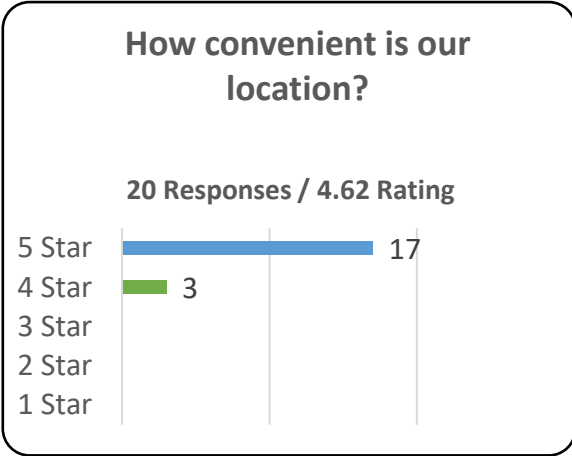 How convenient is our
location?
20 Responses / 4.62 Rating
5 Star 17
4 Star 3
3 Star
2 Star
1 Star